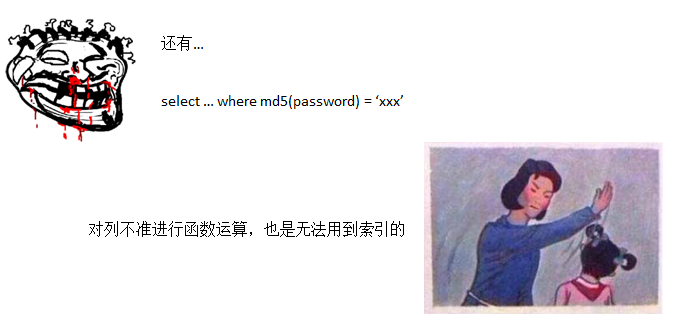 还有...
select ... where md5(password) = ‘xxx’
对列不准进行函数运算，也是无法用到索引的